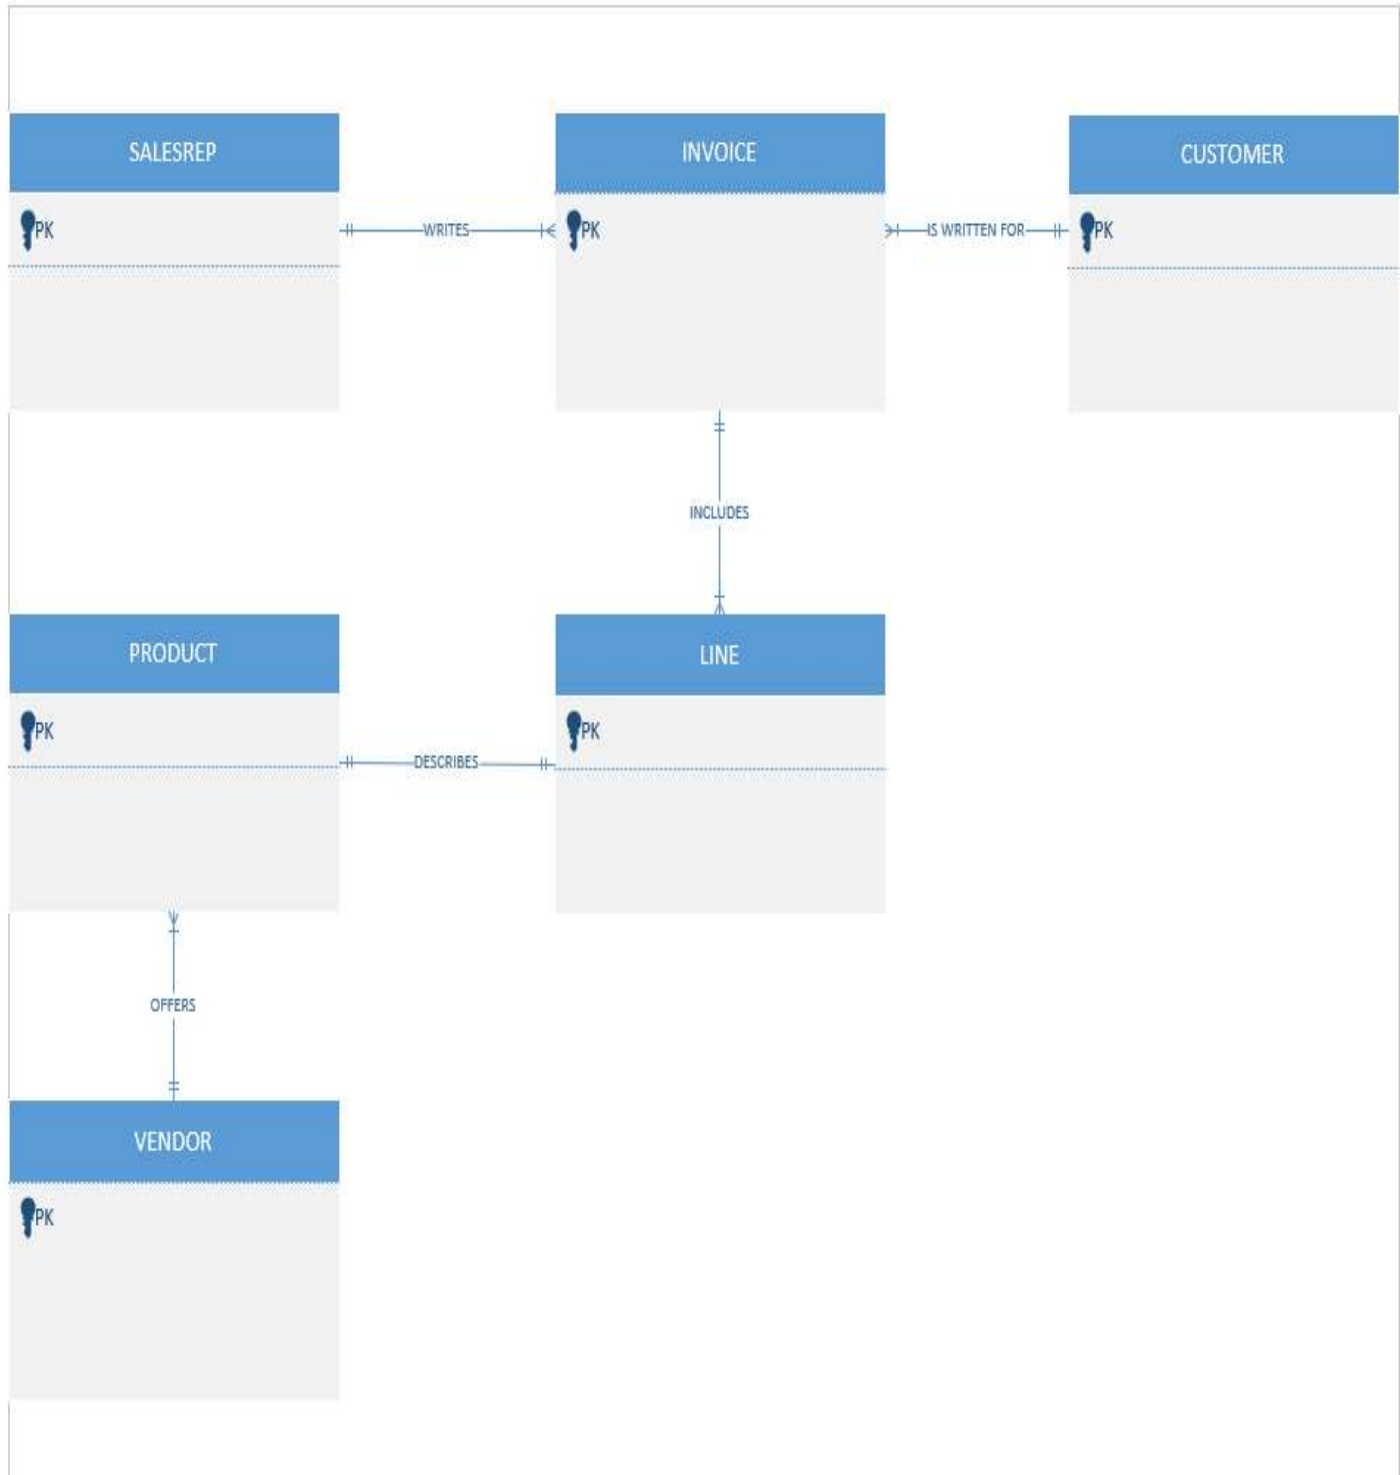 SALESREP
INVOICE
CUSTOMER
PK
WRITES
PK
IS WRITTEN FOR
PK
INCLUDES
PRODUCT
LINE
PK
PK
DESCRIBES
OFFERS
VENDOR
PK